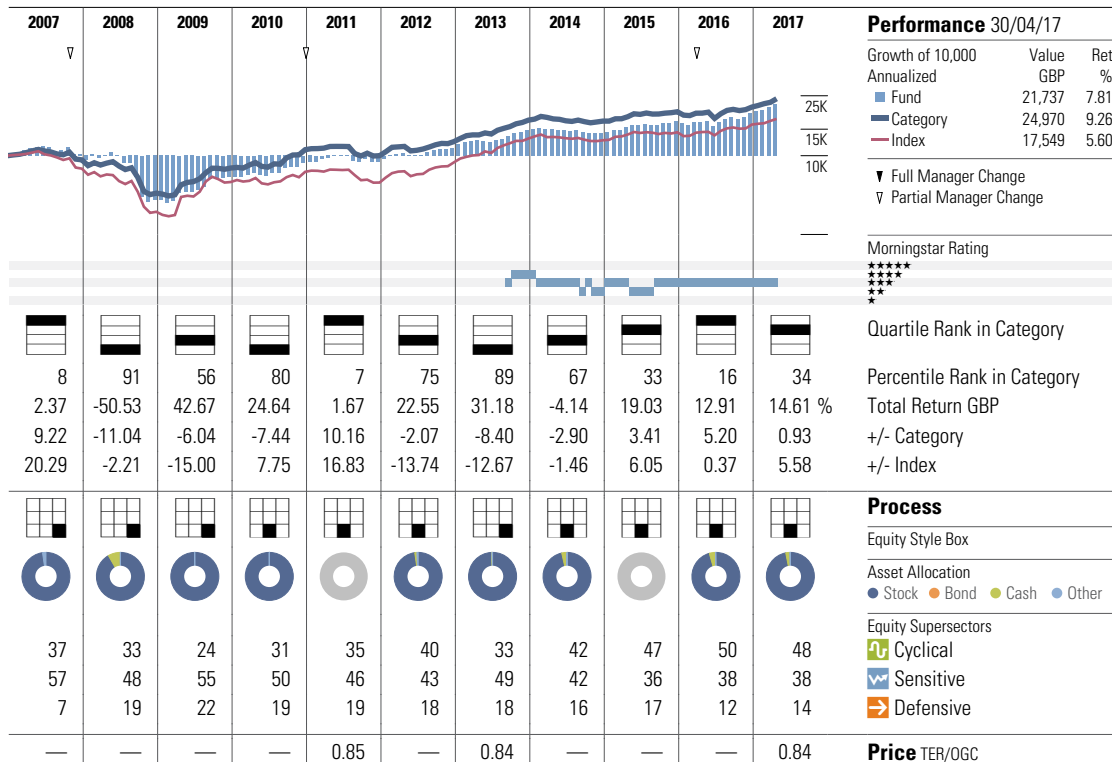 2007 2008 2009 2010 2011 2012 2013 2014 2015 2016 2017
Performance 30/04/17
Growth of 10,000 Value Ret
Annualized GBP %
Fund 21,737 7.81
Category 24,970 9.26
Index 17,549 5.60
25K
15K
10K
Full Manager Change
Partial Manager Change
Morningstar Rating
★★★★★
★★★★
★★★
★★
★
Quartile Rank in Category
8 91 56 80 7 75 89 67 33 16 34 Percentile Rank in Category
2.37 -50.53 42.67 24.64 1.67 22.55 31.18 -4.14 19.03 12.91 14.61 % Total Return GBP
9.22 -11.04 -6.04 -7.44 10.16 -2.07 -8.40 -2.90 3.41 5.20 0.93 +/- Category
20.29 -2.21 -15.00 7.75 16.83 -13.74 -12.67 -1.46 6.05 0.37 5.58 +/- Index
Process
Equity Style Box
Asset Allocation
Stock Bond Cash Other
Equity Supersectors
37 33 24 31 35 40 33 42 47 50 48 Cyclical
57 48 55 50 46 43 49 42 36 38 38 Sensitive
7 19 22 19 19 18 18 16 17 12 14 Defensive
— — — — 0.85 — 0.84 — — — 0.84 Price TER/OGC